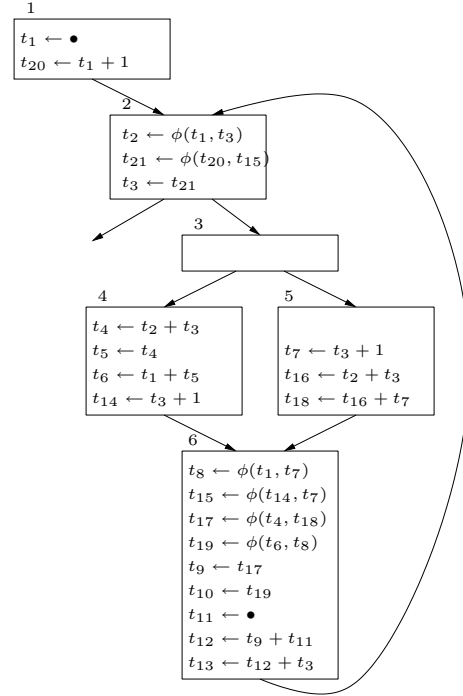 1
t₁ ← •
t₂₀ ← t₁ + 1
2
t₂ ← ϕ(t₁, t₃)
t₂₁ ← ϕ(t₂₀, t₁₅)
t₃ ← t₂₁
3
4
t₄ ← t₂ + t₃
t₅ ← t₄
t₆ ← t₁ + t₅
t₁₄ ← t₃ + 1
5
t₇ ← t₃ + 1
t₁₆ ← t₂ + t₃
t₁₈ ← t₁₆ + t₇
6
t₈ ← ϕ(t₁, t₇)
t₁₅ ← ϕ(t₁₄, t₇)
t₁₇ ← ϕ(t₄, t₁₈)
t₁₉ ← ϕ(t₆, t₈)
t₉ ← t₁₇
t₁₀ ← t₁₉
t₁₁ ← •
t₁₂ ← t₉ + t₁₁
t₁₃ ← t₁₂ + t₃